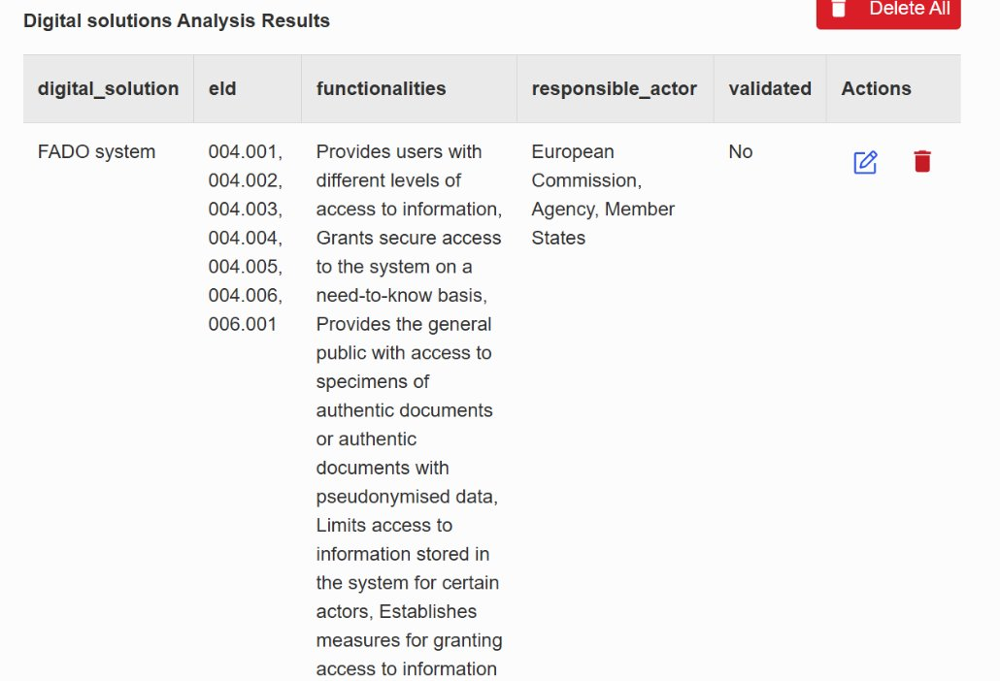 Digital solutions Analysis Results
Delete All
digital_solution eId functionalities responsible_actor validated Actions
FADO system
004.001,
004.002,
004.003,
004.004,
004.005,
004.006,
006.001
Provides users with
different levels of
access to information,
Grants secure access
to the system on a
need-to-know basis,
Provides the general
public with access to
specimens of
authentic documents
or authentic
documents with
pseudonymised data,
Limits access to
information stored in
the system for certain
actors, Establishes
measures for granting
access to information
European
Commission,
Agency, Member
States
No